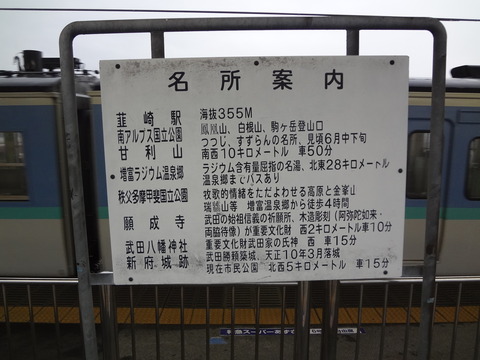 名所案内
韮崎駅 海抜355M
南アルプス国立公園 鳳凰山、白根山、駒ヶ岳登山口
甘利山 つつじ、すずらんの名所、見頃6月中下旬
南西10キロメートル 車50分
増富ラジウム温泉郷 ラジウム含有量屈指の名湯、北東28キロメートル
温泉郷までバスあり
秩父多摩甲斐国立公園 牧歌的情緒をただよわせる高原と金峯山
瑞牆山等 増富温泉郷から徒歩4時間
願成寺 武田の始祖信義の祈願所、木造彫刻(阿弥陀如来・
両脇侍像)が重要文化財 西2キロメートル車10分
武田八幡神社 重要文化財武田家の氏神 西 車15分
新府城跡 武田勝頼築城、天正10年3月落城
現在市民公園 北西5キロメートル 車15分